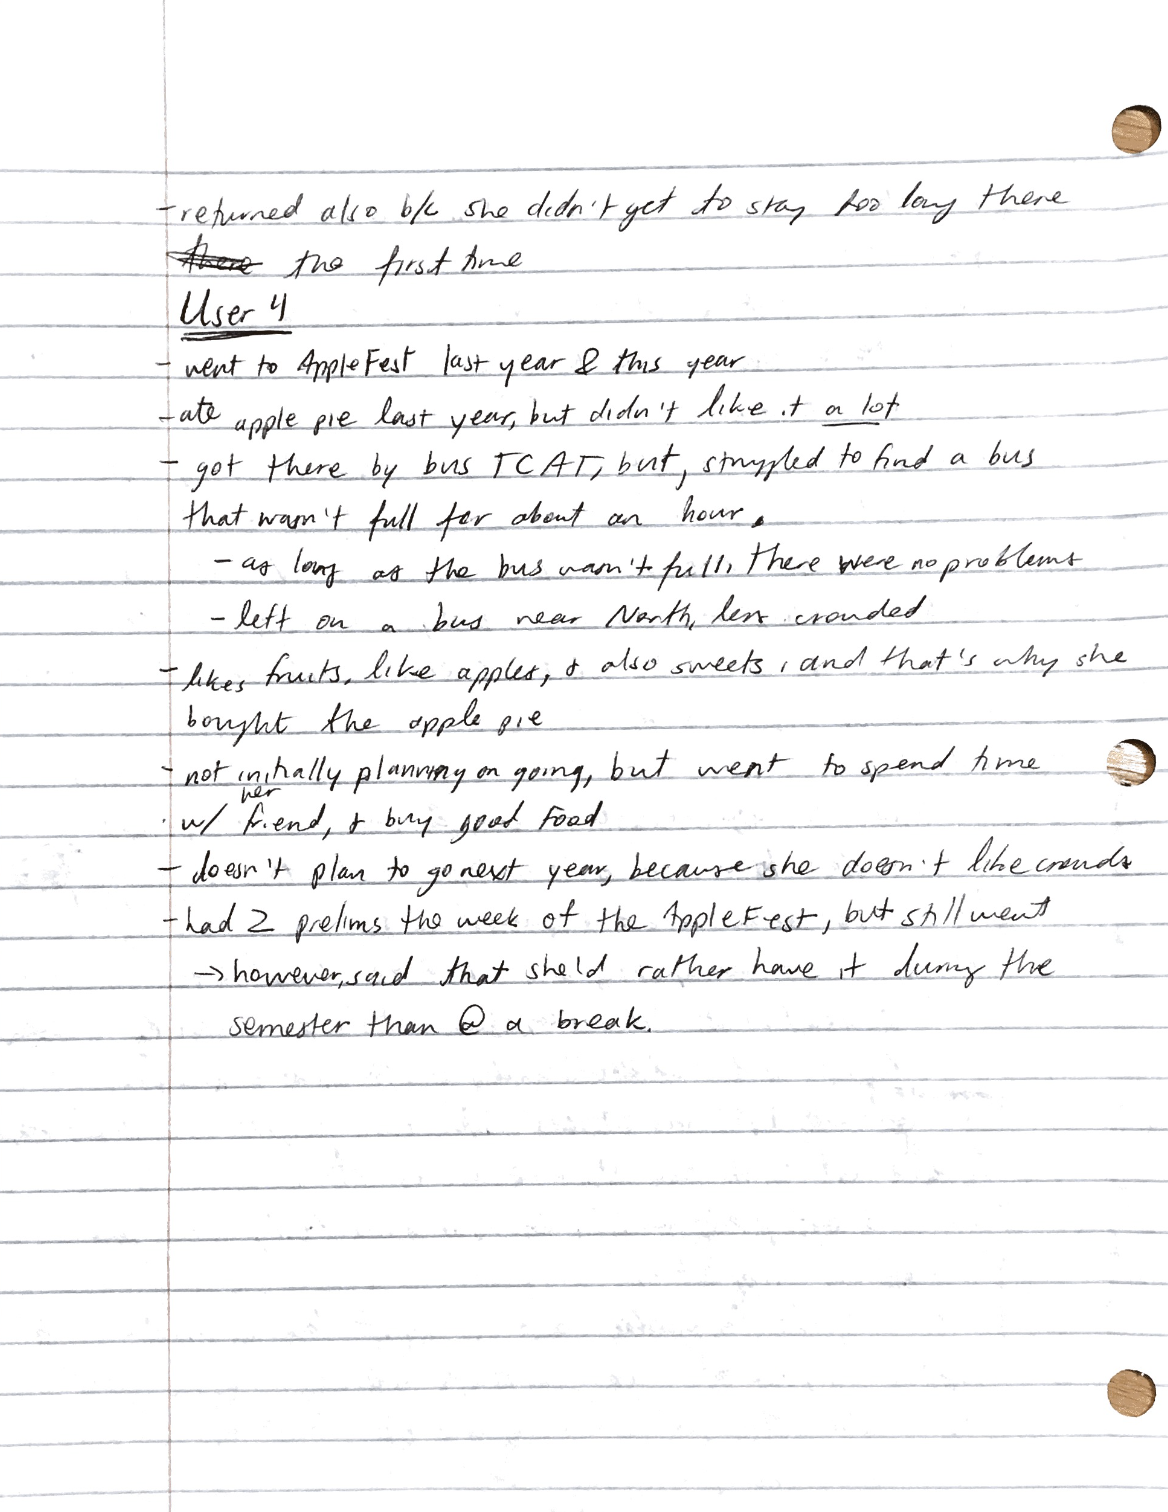 - returned also b/c she didn't get to stay too long there
there the first time
User 4
- went to AppleFest last year & this year
- ate apple pie last year, but didn't like it a lot
- got there by bus TCAT, but, struggled to find a bus
that wasn't full for about an hour.
- as long as the bus wasn't full, there were no problems
- left on a bus near North, less crowded
- likes fruits, like apples, & also sweets, and that's why she
bought the apple pie
- not initially planning on going, but went to spend time
w/ her friend, & buy good food
- doesn't plan to go next year, because she doesn't like crowds
- had 2 prelims the week of the AppleFest, but still went
→ however, said that she'd rather have it during the
semester than @ a break.